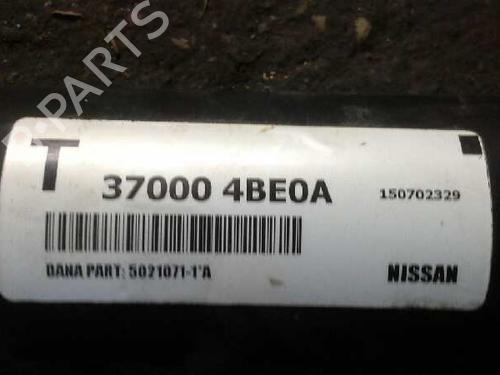 B-PARTS
T
37000 4BE0A
150702329
DANA PART: 5021071-1'A
NISSAN